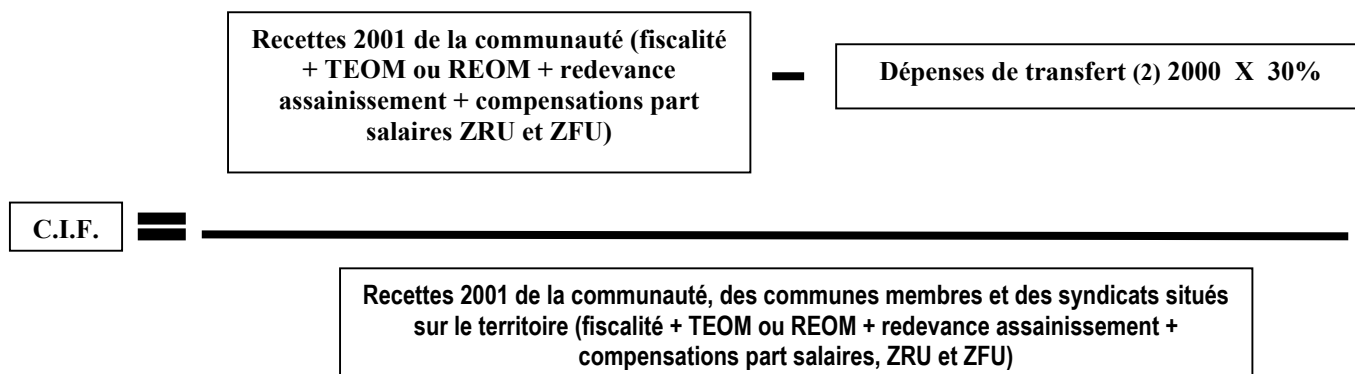 Recettes 2001 de la communauté (fiscalité
+ TEOM ou REOM + redevance
assainissement + compensations part
salaires ZRU et ZFU)
Dépenses de transfert (2) 2000 X 30%
C.I.F.
Recettes 2001 de la communauté, des communes membres et des syndicats situés
sur le territoire (fiscalité + TEOM ou REOM + redevance assainissement +
compensations part salaires, ZRU et ZFU)